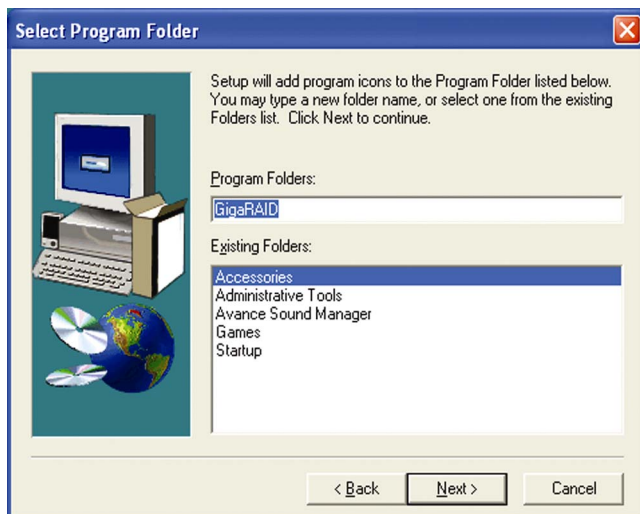 Select Program Folder
Setup will add program icons to the Program Folder listed below.
You may type a new folder name, or select one from the existing
Folders list. Click Next to continue.
Program Folders:
GigaRAID
Existing Folders:
Accessories
Administrative Tools
Avance Sound Manager
Games
Startup
< Back
Next >
Cancel